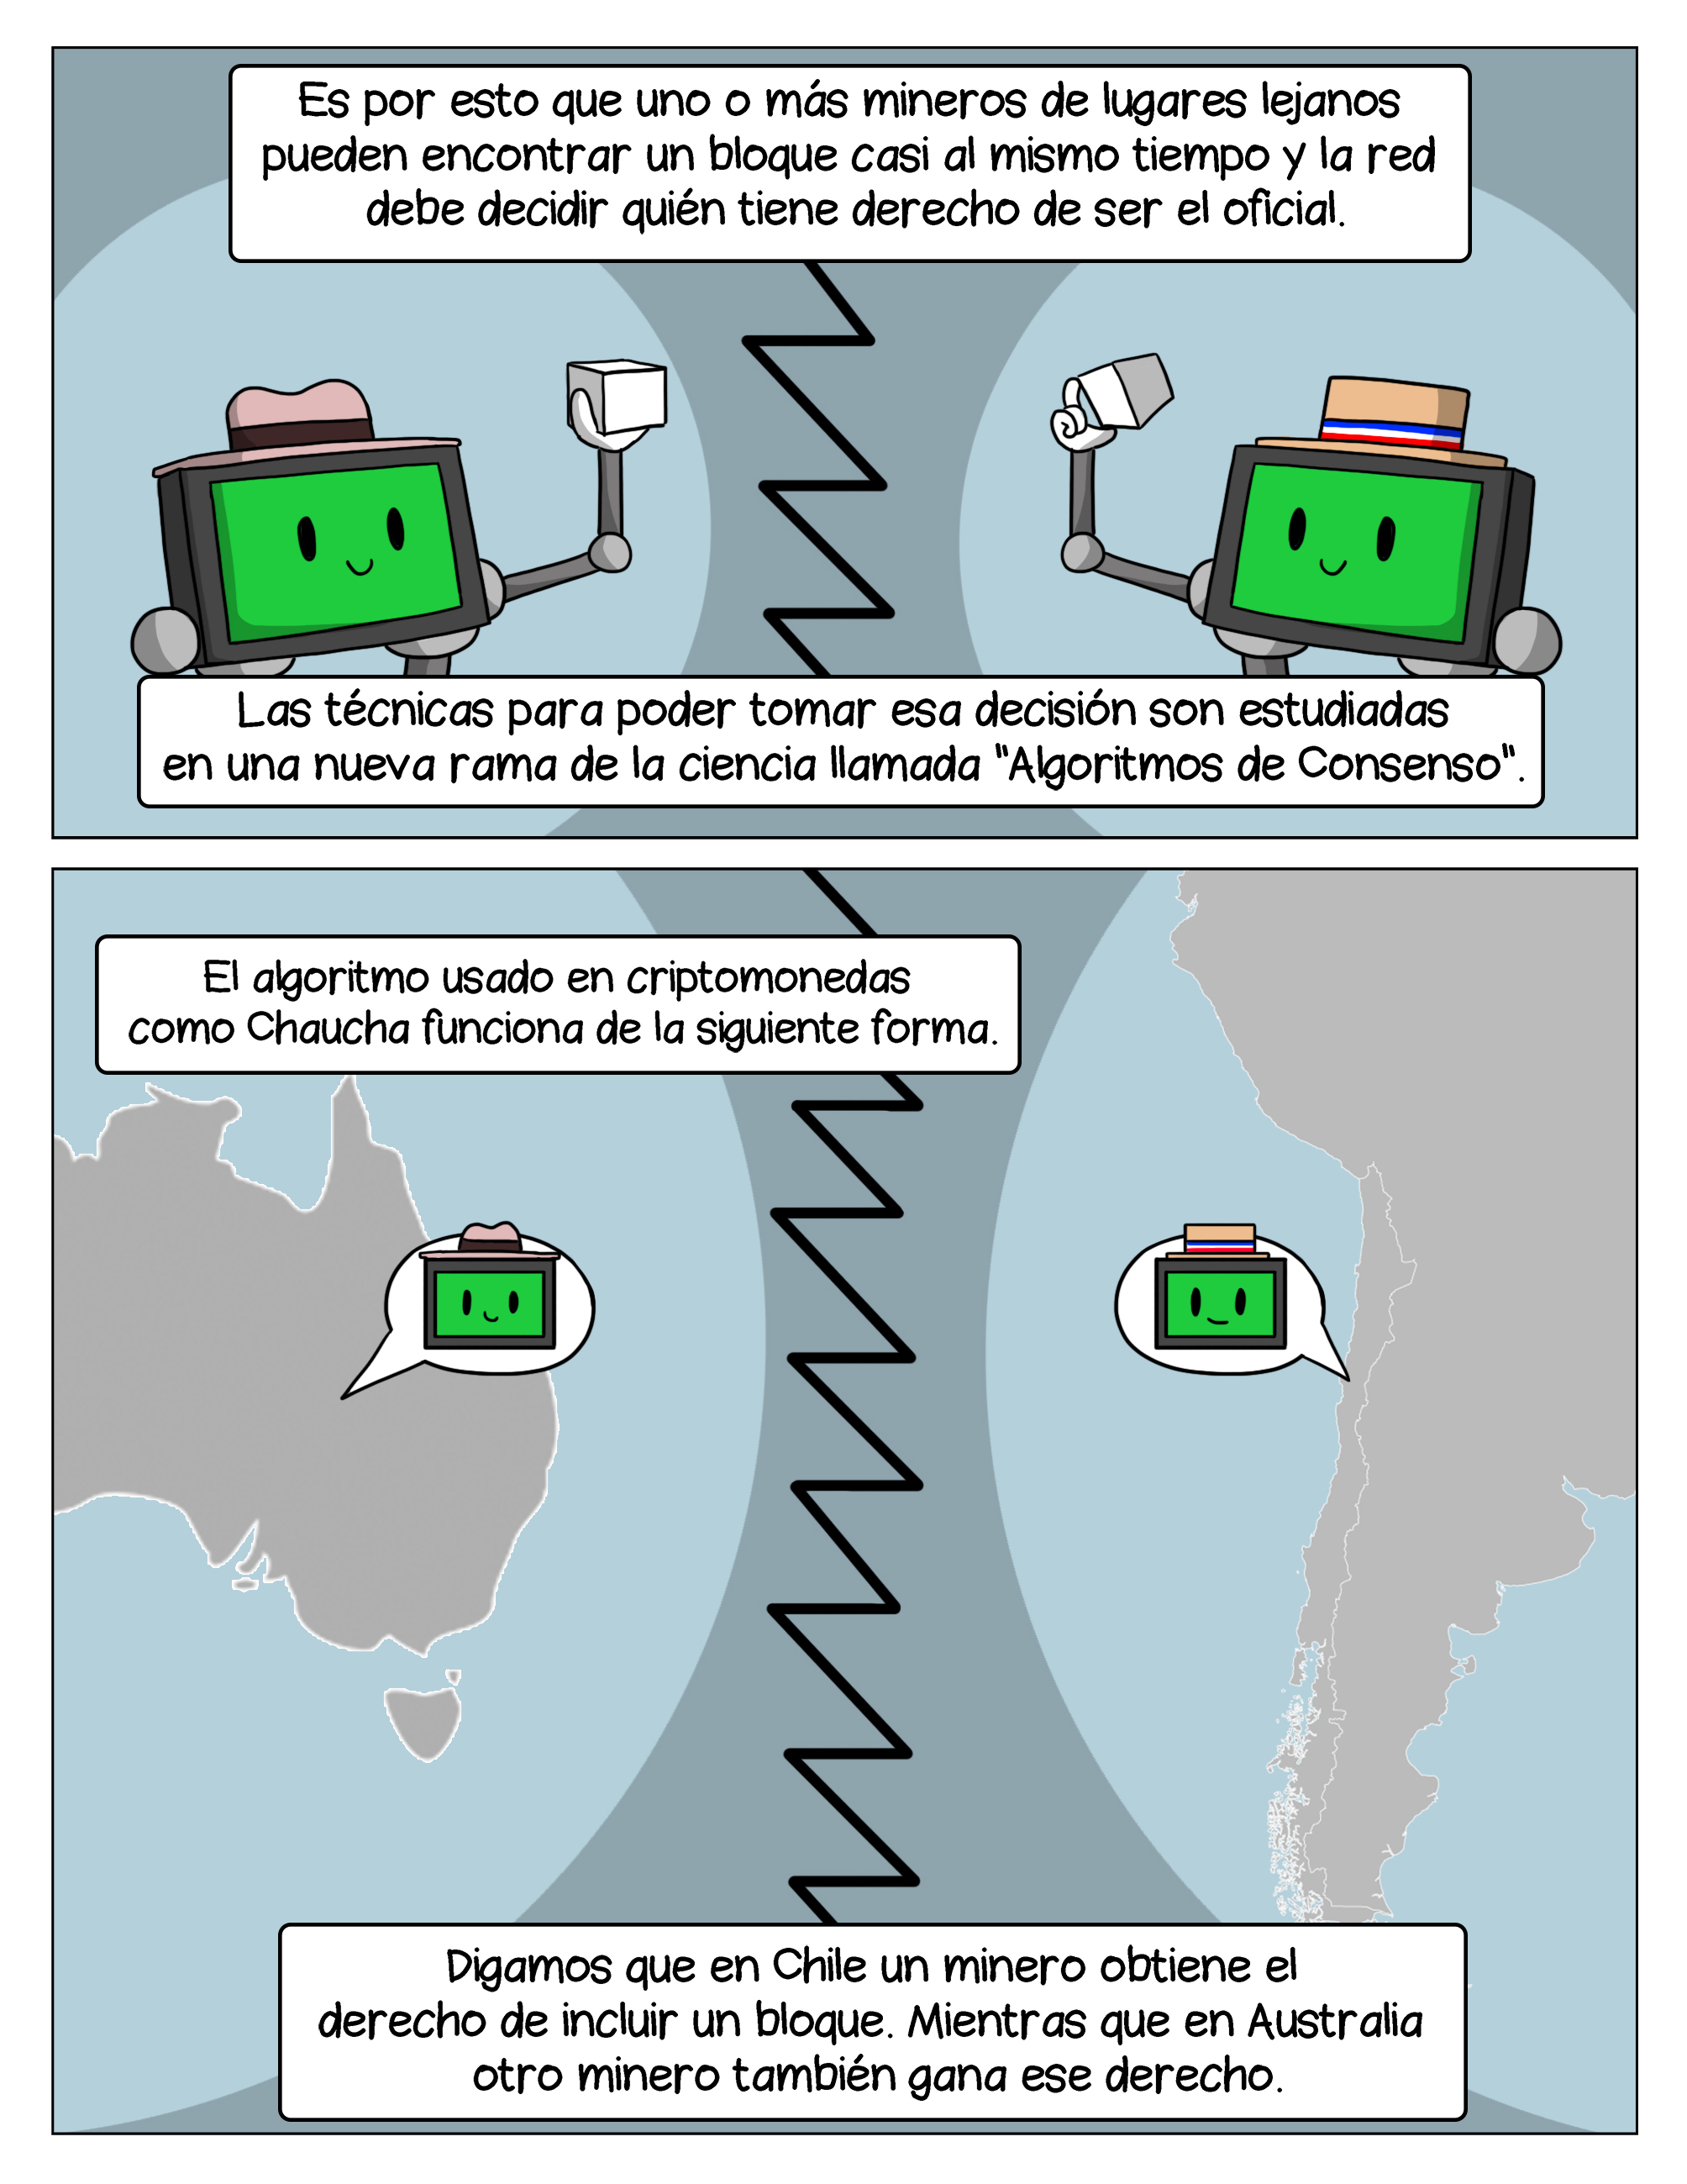 Es por esto que uno o más mineros de lugares lejanos
pueden encontrar un bloque casi al mismo tiempo y la red
debe decidir quién tiene derecho de ser el oficial.
Las técnicas para poder tomar esa decisión son estudiadas
en una nueva rama de la ciencia llamada "Algoritmos de Consenso".
El algoritmo usado en criptomonedas
como Chaucha funciona de la siguiente forma.
Digamos que en Chile un minero obtiene el
derecho de incluir un bloque. Mientras que en Australia
otro minero también gana ese derecho.